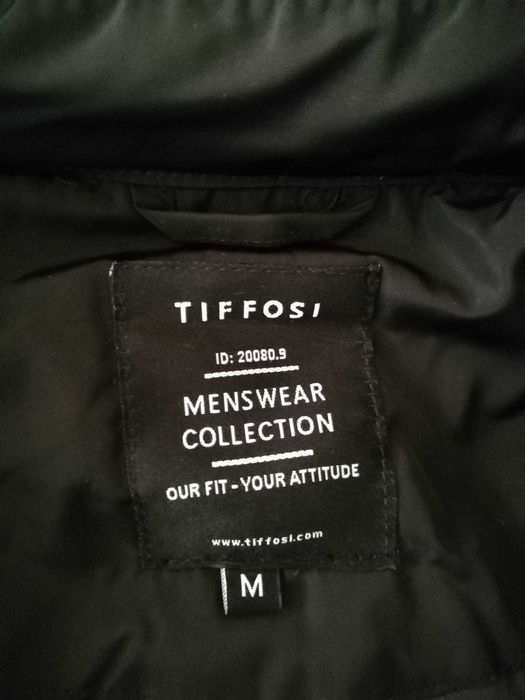 TIFFOSI
ID: 20080.9
MENSWEAR
COLLECTION
OUR FIT-YOUR ATTITUDE
www.tiffosi.com
M